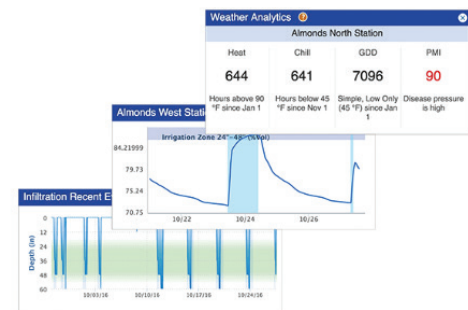 Weather Analytics
Almonds North Station
Heat Chill GDD PMI
644 641 7096 90
Hours above 90 °F since Jan 1
Hours below 45 °F since Nov 1
Simple, Low Only (45 °F) since Jan 1
Disease pressure is high
Almonds West Stati
Irrigation Zone 24"-48" (%Vol)
84.21999
79.73
75.24
70.75
10/22 10/24 10/26
Infiltration Recent E
Depth (in)
0
12
24
36
48
60
10/03/16 10/10/16 10/17/16 10/24/16